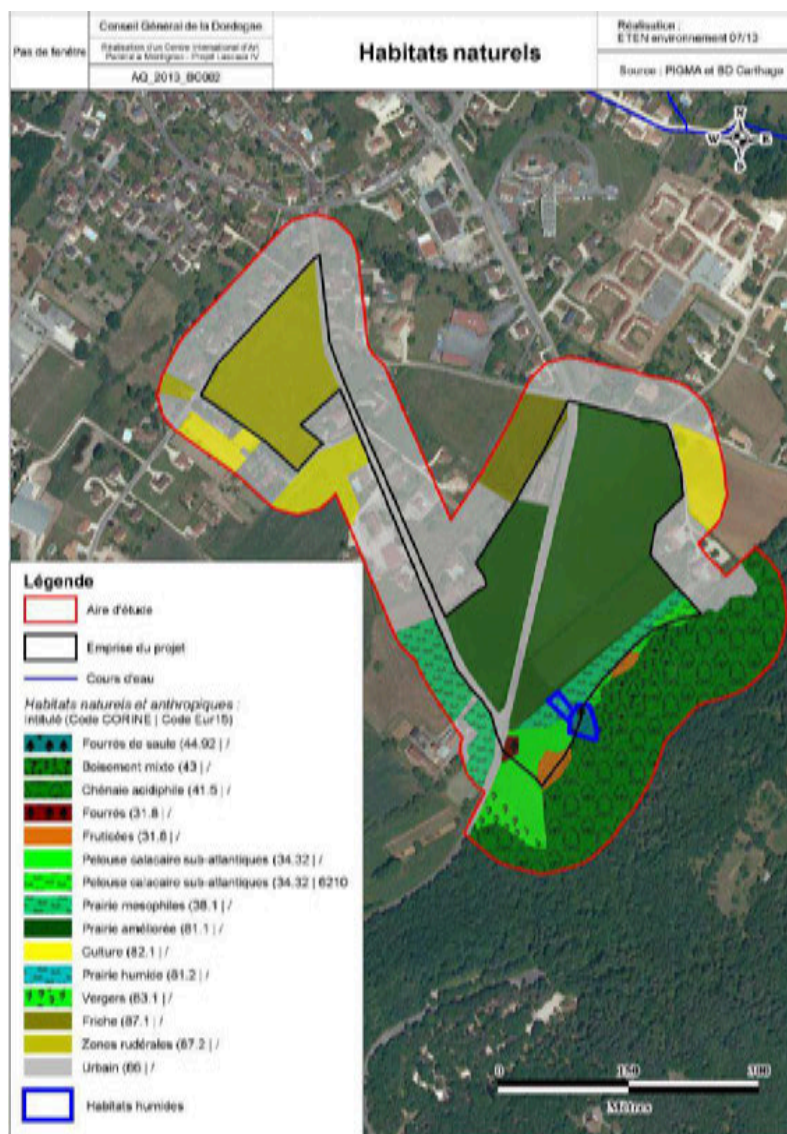 Pas de fenêtre
Conseil Général de la Dordogne
Réalisation d'un Centre International d'Art
Pariétal à Montignac - Projet Lascaux IV
AQ_2013_BC082
Habitats naturels
Réalisation :
ETEN environnement 07/13
Source : PIGMA et BD Carthage
N
W E
S
Légende
Aire d'étude
Emprise du projet
Cours d'eau
Habitats naturels et anthropiques :
Intitulé (Code CORINE | Code Eur15)
Fourrés de saule (44.92) | /
Boisement mixte (43) | /
Chênaie acidiphile (41.5) | /
Fourrés (31.8) | /
Fruticées (31.8) | /
Pelouse calacaire sub-atlantiques (34.32) | /
Pelouse calacaire sub-atlantiques (34.32 | 6210
Prairie mesophiles (38.1) | /
Prairie améliorée (81.1) | /
Culture (82.1) | /
Prairie humide (81.2) | /
Vergers (83.1) | /
Friche (87.1) | /
Zones rudérales (87.2) | /
Urbain (86) | /
Habitats humides
0 150 300
Mètres